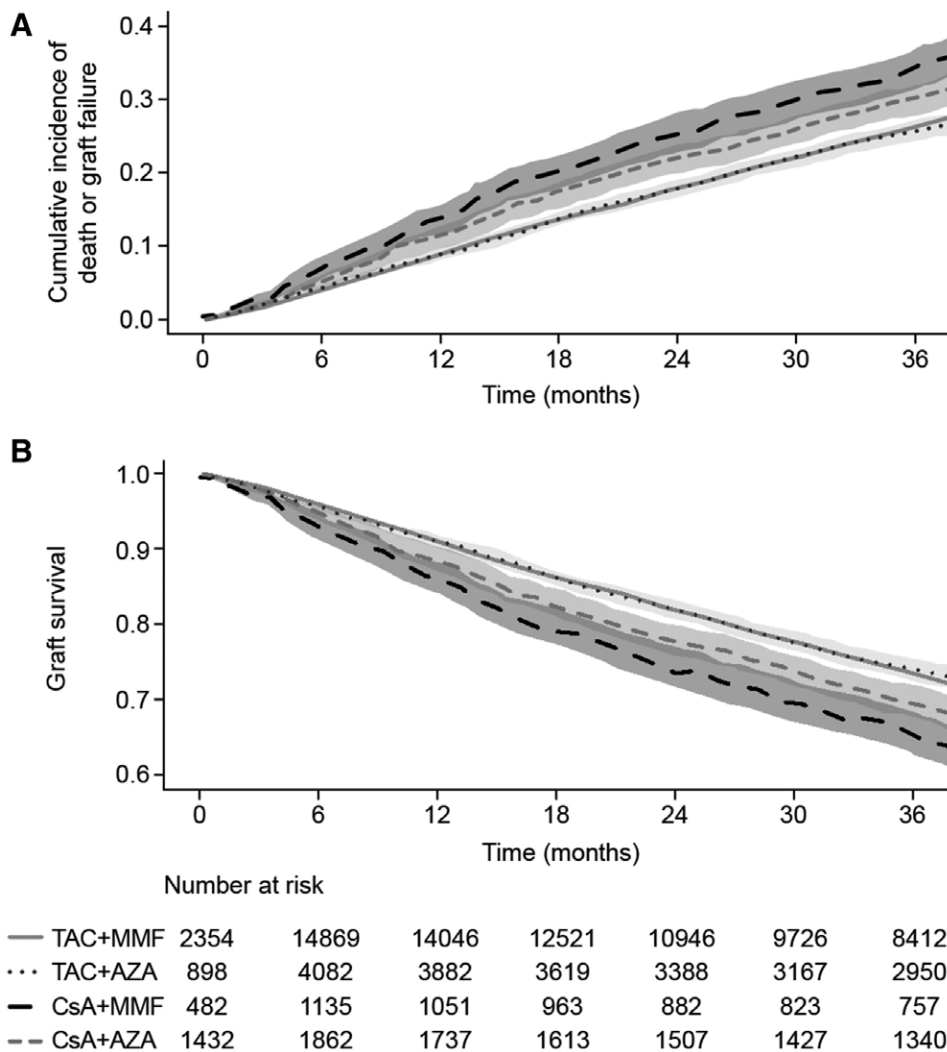 A
Cumulative incidence of
death or graft failure
0.4
0.3
0.2
0.1
0.0
0 6 12 18 24 30 36
Time (months)
B
Graft survival
1.0
0.9
0.8
0.7
0.6
0 6 12 18 24 30 36
Time (months)
Number at risk
TAC+MMF 2354 14869 14046 12521 10946 9726 8412
TAC+AZA 898 4082 3882 3619 3388 3167 2950
CsA+MMF 482 1135 1051 963 882 823 757
CsA+AZA 1432 1862 1737 1613 1507 1427 1340